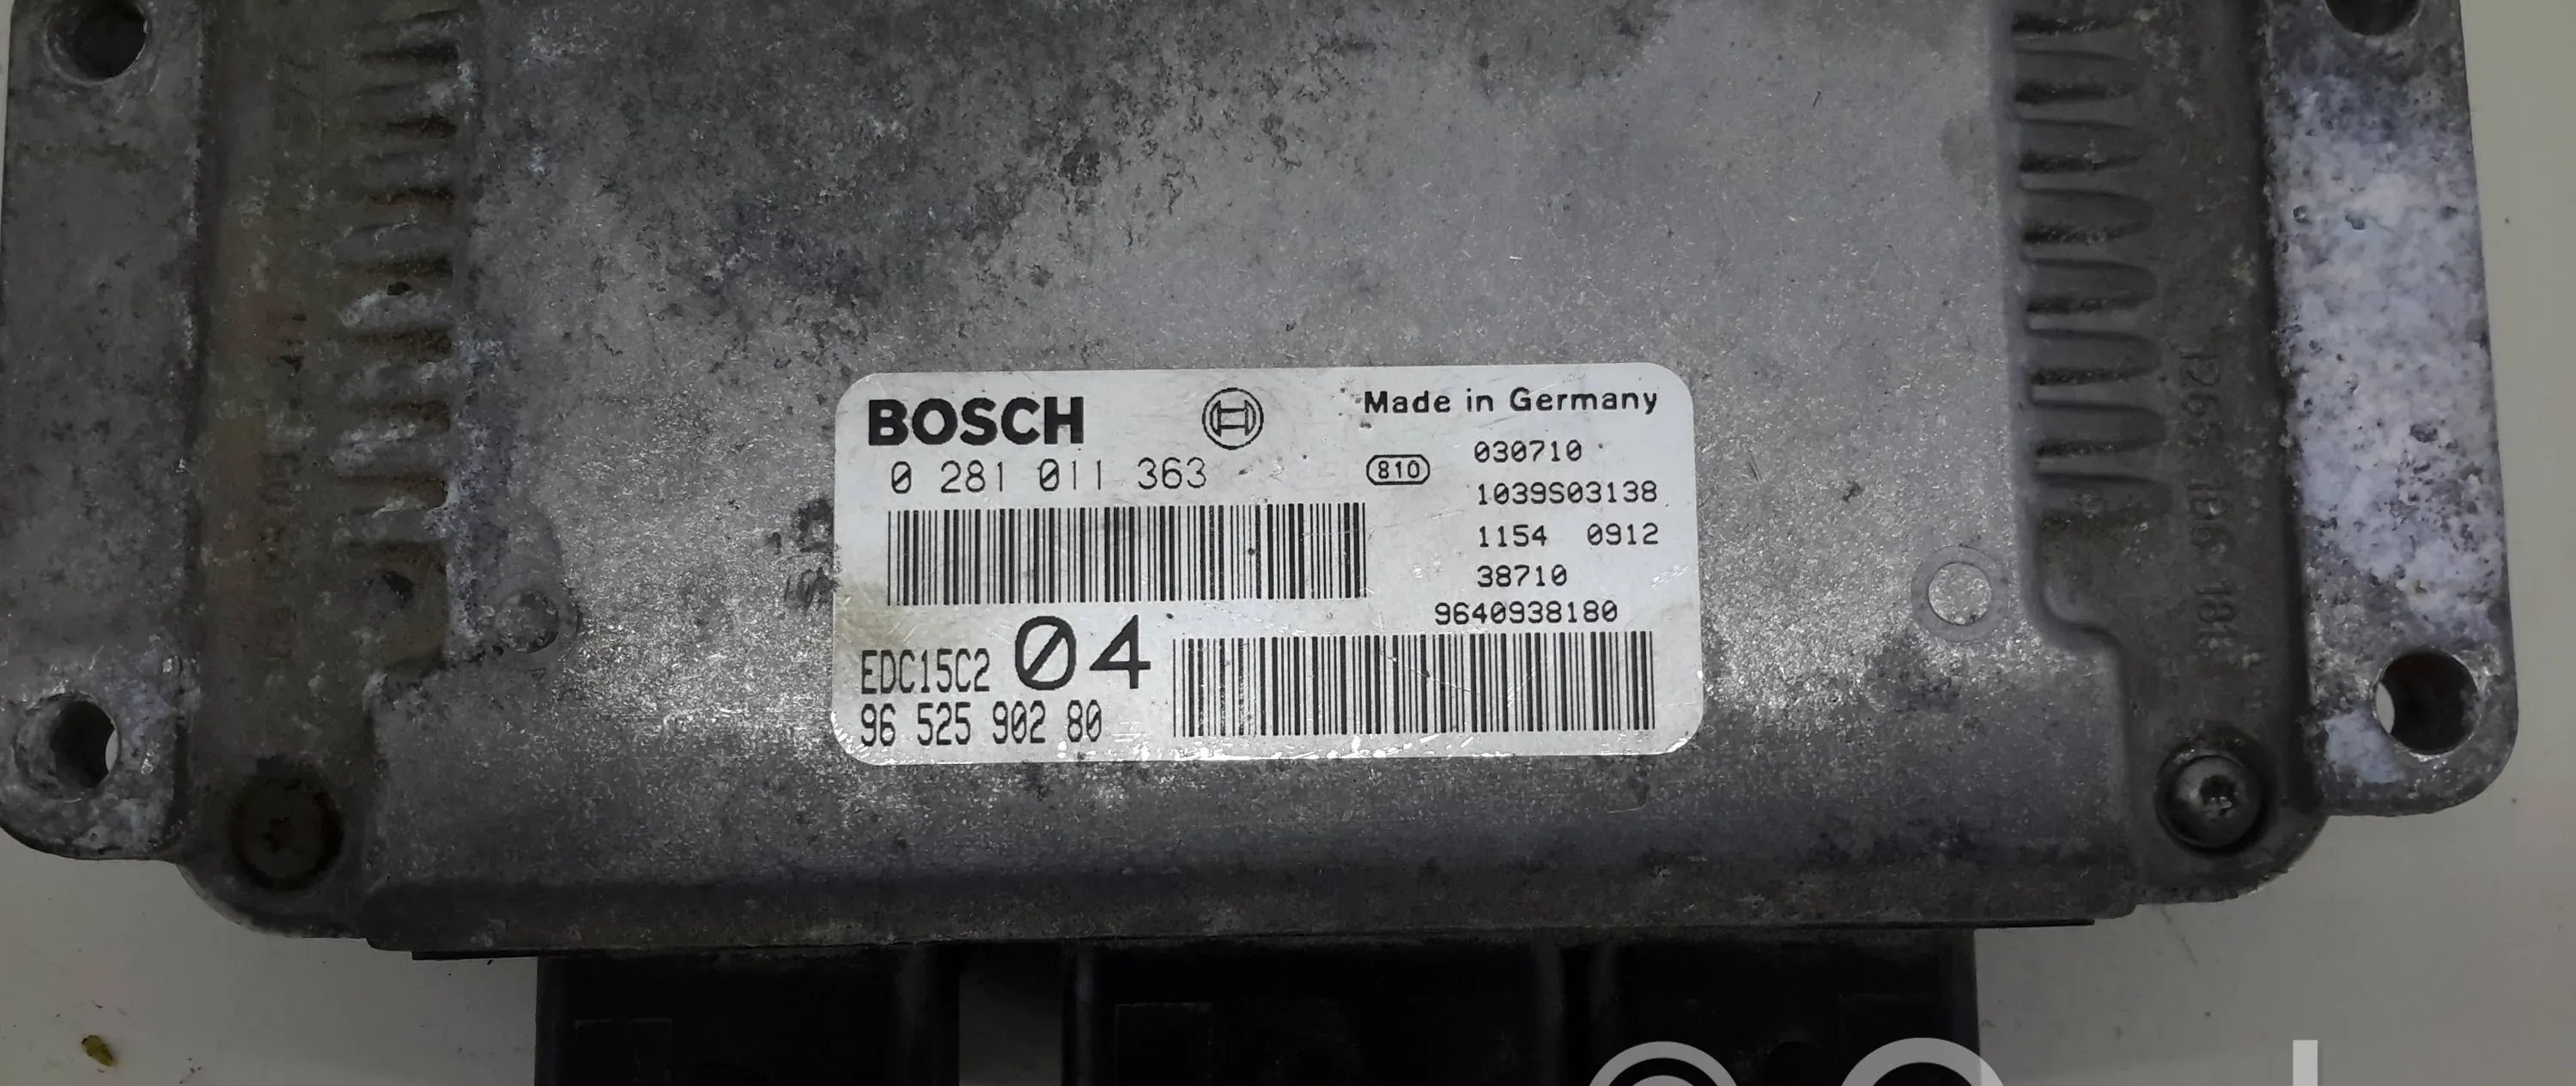 BOSCH
Made in Germany
0 281 011 363
810
030710
1039S03138
1154 0912
38710
9640938180
EDC15C2 04
96 525 902 80